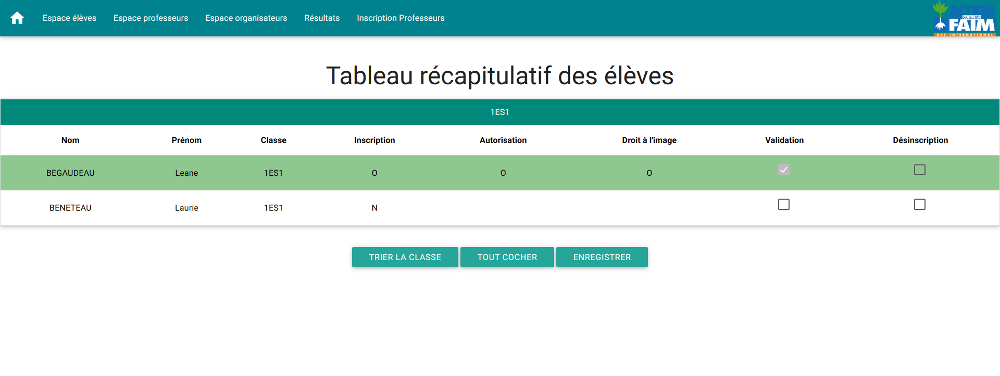 Espace élèves Espace professeurs Espace organisateurs Résultats Inscription Professeurs
ACTION
CONTRE LA
FAIM
ACF INTERNATIONAL
Tableau récapitulatif des élèves
1ES1
Nom Prénom Classe Inscription Autorisation Droit à l'image Validation Désinscription
BEGAUDEAU Leane 1ES1 O O O
BENETEAU Laurie 1ES1 N
TRIER LA CLASSE TOUT COCHER ENREGISTRER